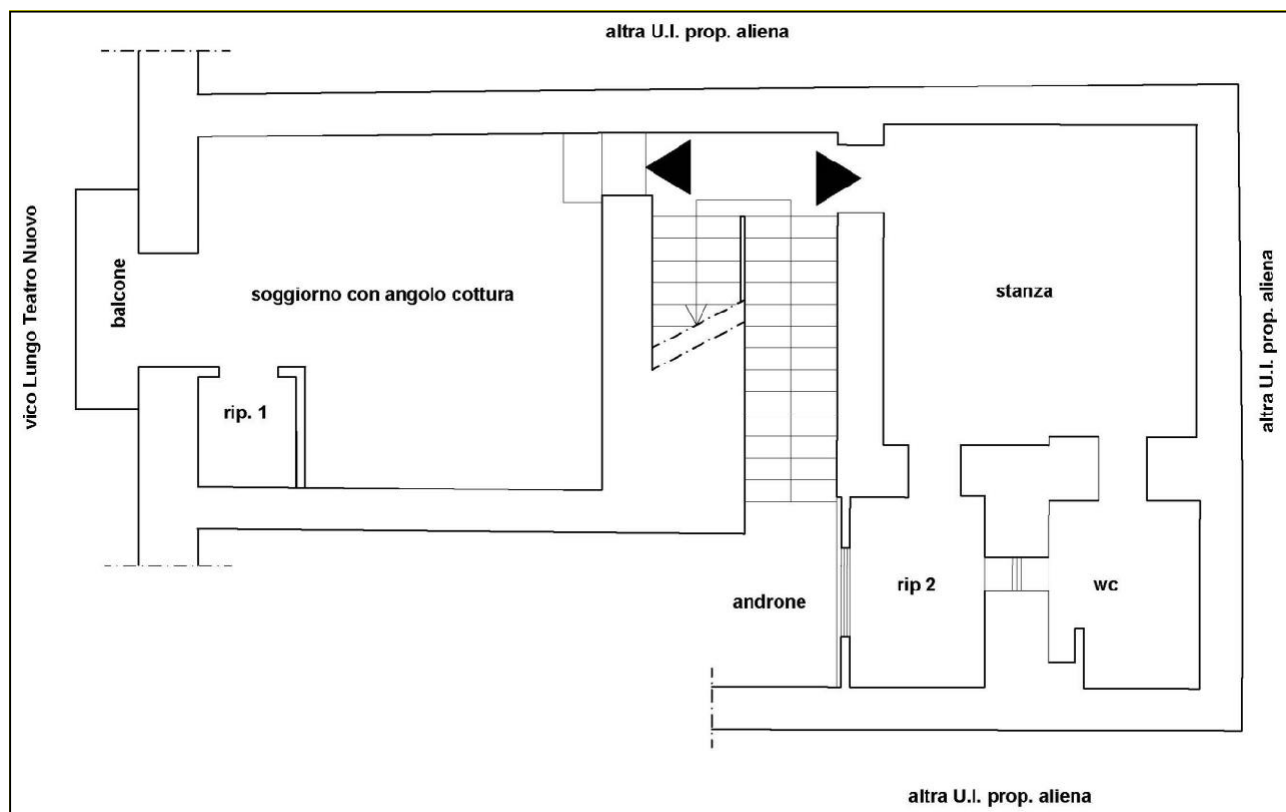 altra U.I. prop. aliena
vico Lungo Teatro Nuovo
balcone
soggiorno con angolo cottura
stanza
altra U.I. prop. aliena
rip. 1
androne
rip 2
wc
altra U.I. prop. aliena